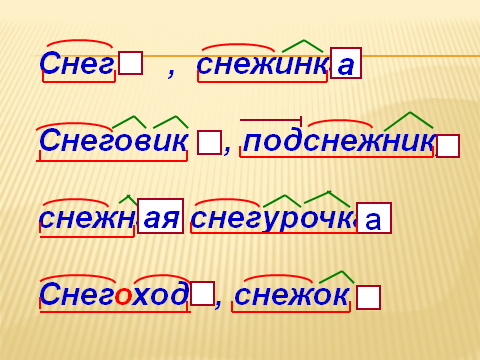 Снег , снежинка
Снеговик , подснежник
снежная снегурочка
Снегоход , снежок